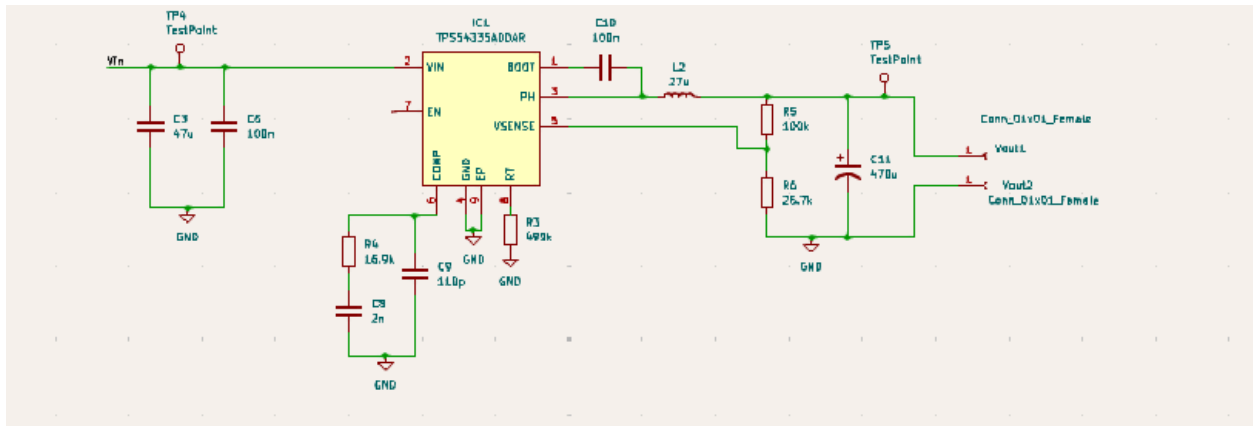 TP4
TestPoint
VIn
C3
47u
C6
100n
GND
IC1
TPS54335ADDAR
2
VIN
7
EN
BOOT
1
PH
3
VSENSE
5
COMP
GND
EP
RT
6
4
9
8
C10
100n
L2
27u
R3
499k
GND
GND
R4
16.9k
C8
2n
C9
110p
GND
R5
100k
R6
26.7k
C11
470u
GND
TP5
TestPoint
Conn_01x01_Female
1
Vout1
1
Vout2
Conn_01x01_Female